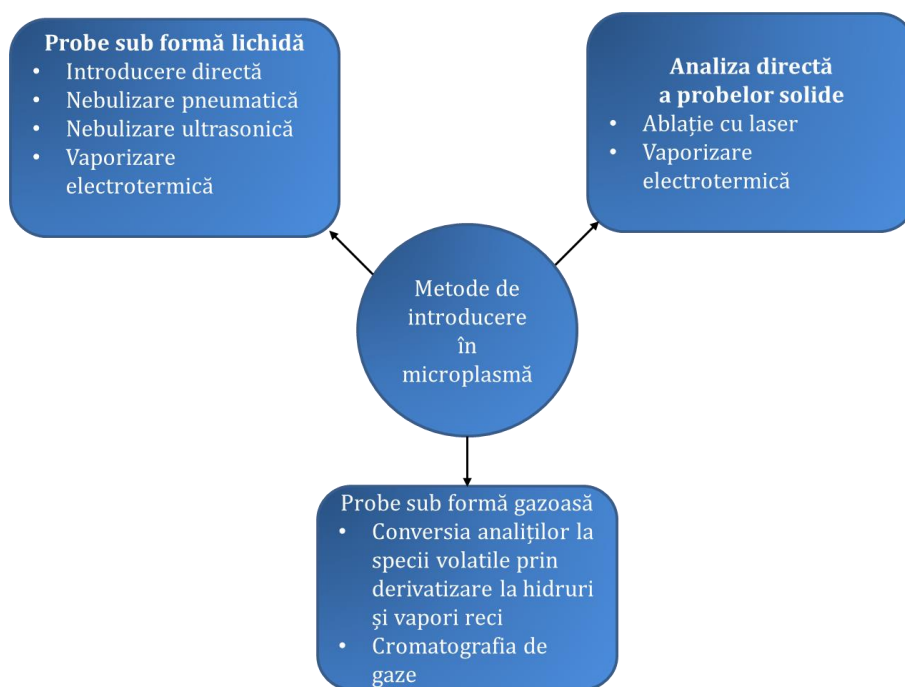 Probe sub formă lichidă
• Introducere directă
• Nebulizare pneumatică
• Nebulizare ultrasonică
• Vaporizare
electrotermică
Analiza directă
a probelor solide
• Ablație cu laser
• Vaporizare
electrotermică
Metode de
introducere
în
microplasmă
Probe sub formă gazoasă
• Conversia analiților la
specii volatile prin
derivatizare la hidruri
și vapori reci
• Cromatografia de
gaze